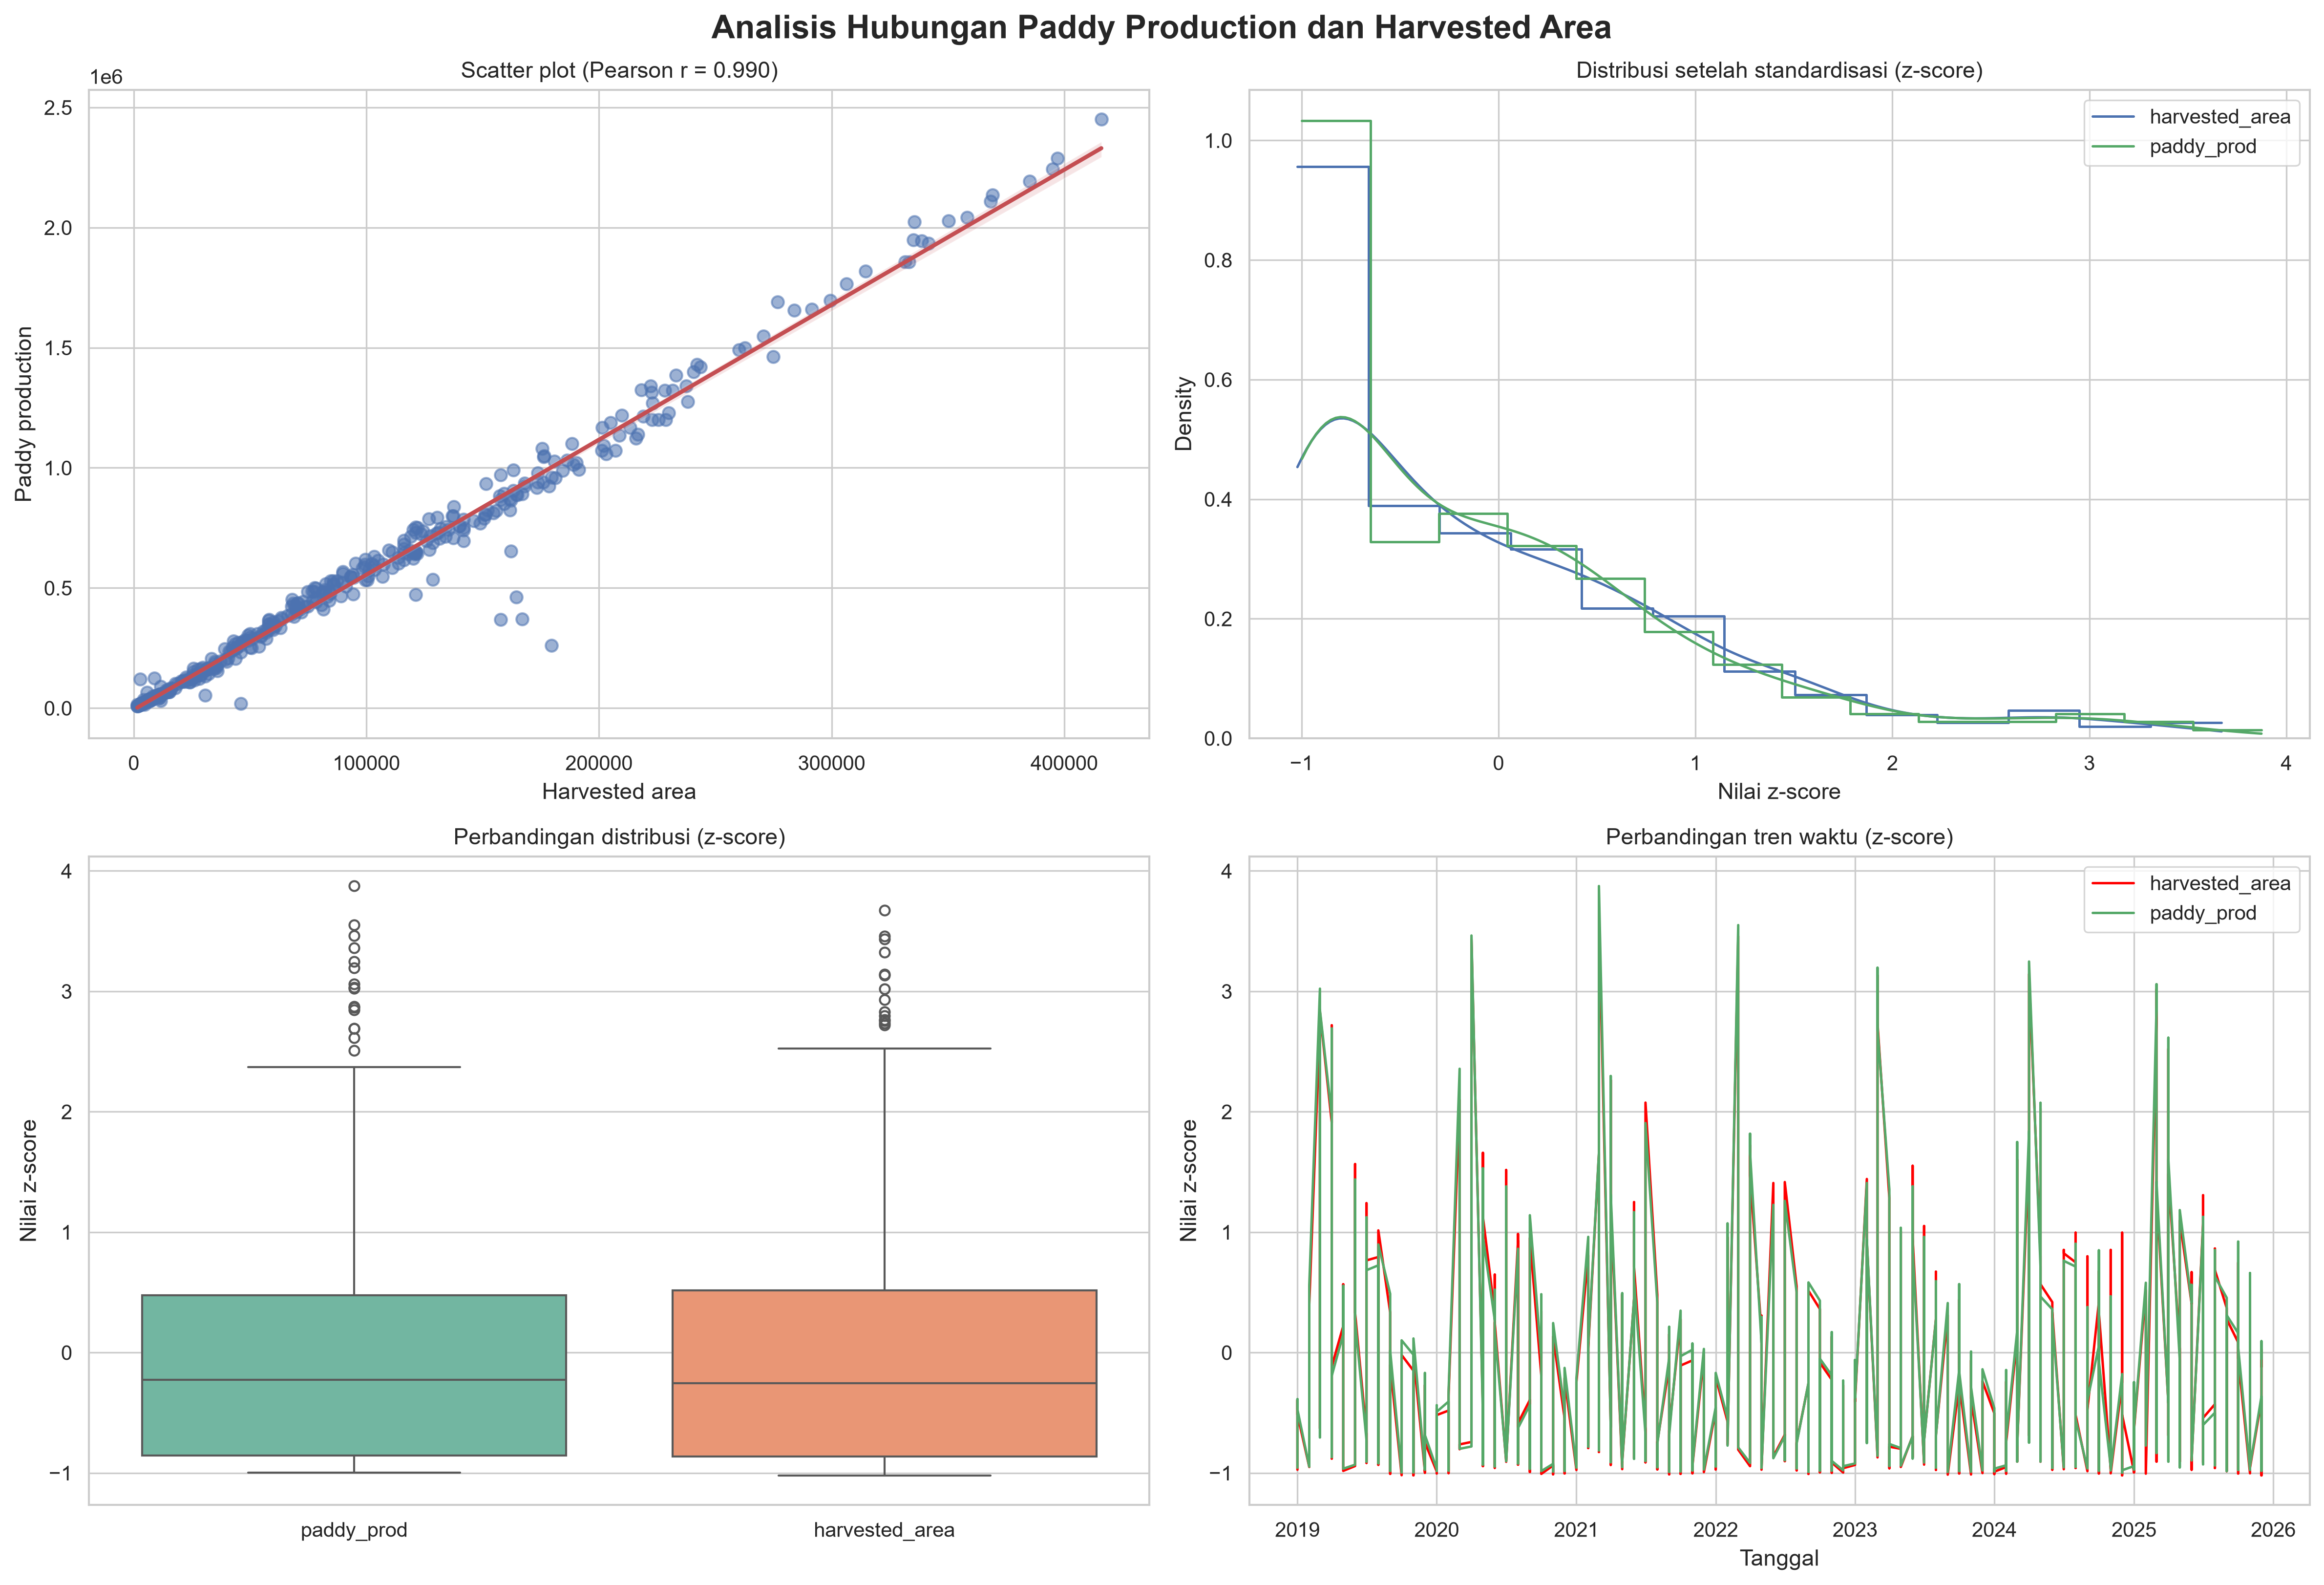 Analisis Hubungan Paddy Production dan Harvested Area
Scatter plot (Pearson r = 0.990)
1e6
2.5
2.0
1.5
1.0
0.5
0.0
Paddy production
0 100000 200000 300000 400000
Harvested area
Distribusi setelah standardisasi (z-score)
harvested_area
paddy_prod
1.0
0.8
0.6
0.4
0.2
0.0
Density
−1 0 1 2 3 4
Nilai z-score
Perbandingan distribusi (z-score)
4
3
2
1
0
−1
Nilai z-score
paddy_prod harvested_area
Perbandingan tren waktu (z-score)
harvested_area
paddy_prod
4
3
2
1
0
−1
Nilai z-score
2019 2020 2021 2022 2023 2024 2025 2026
Tanggal